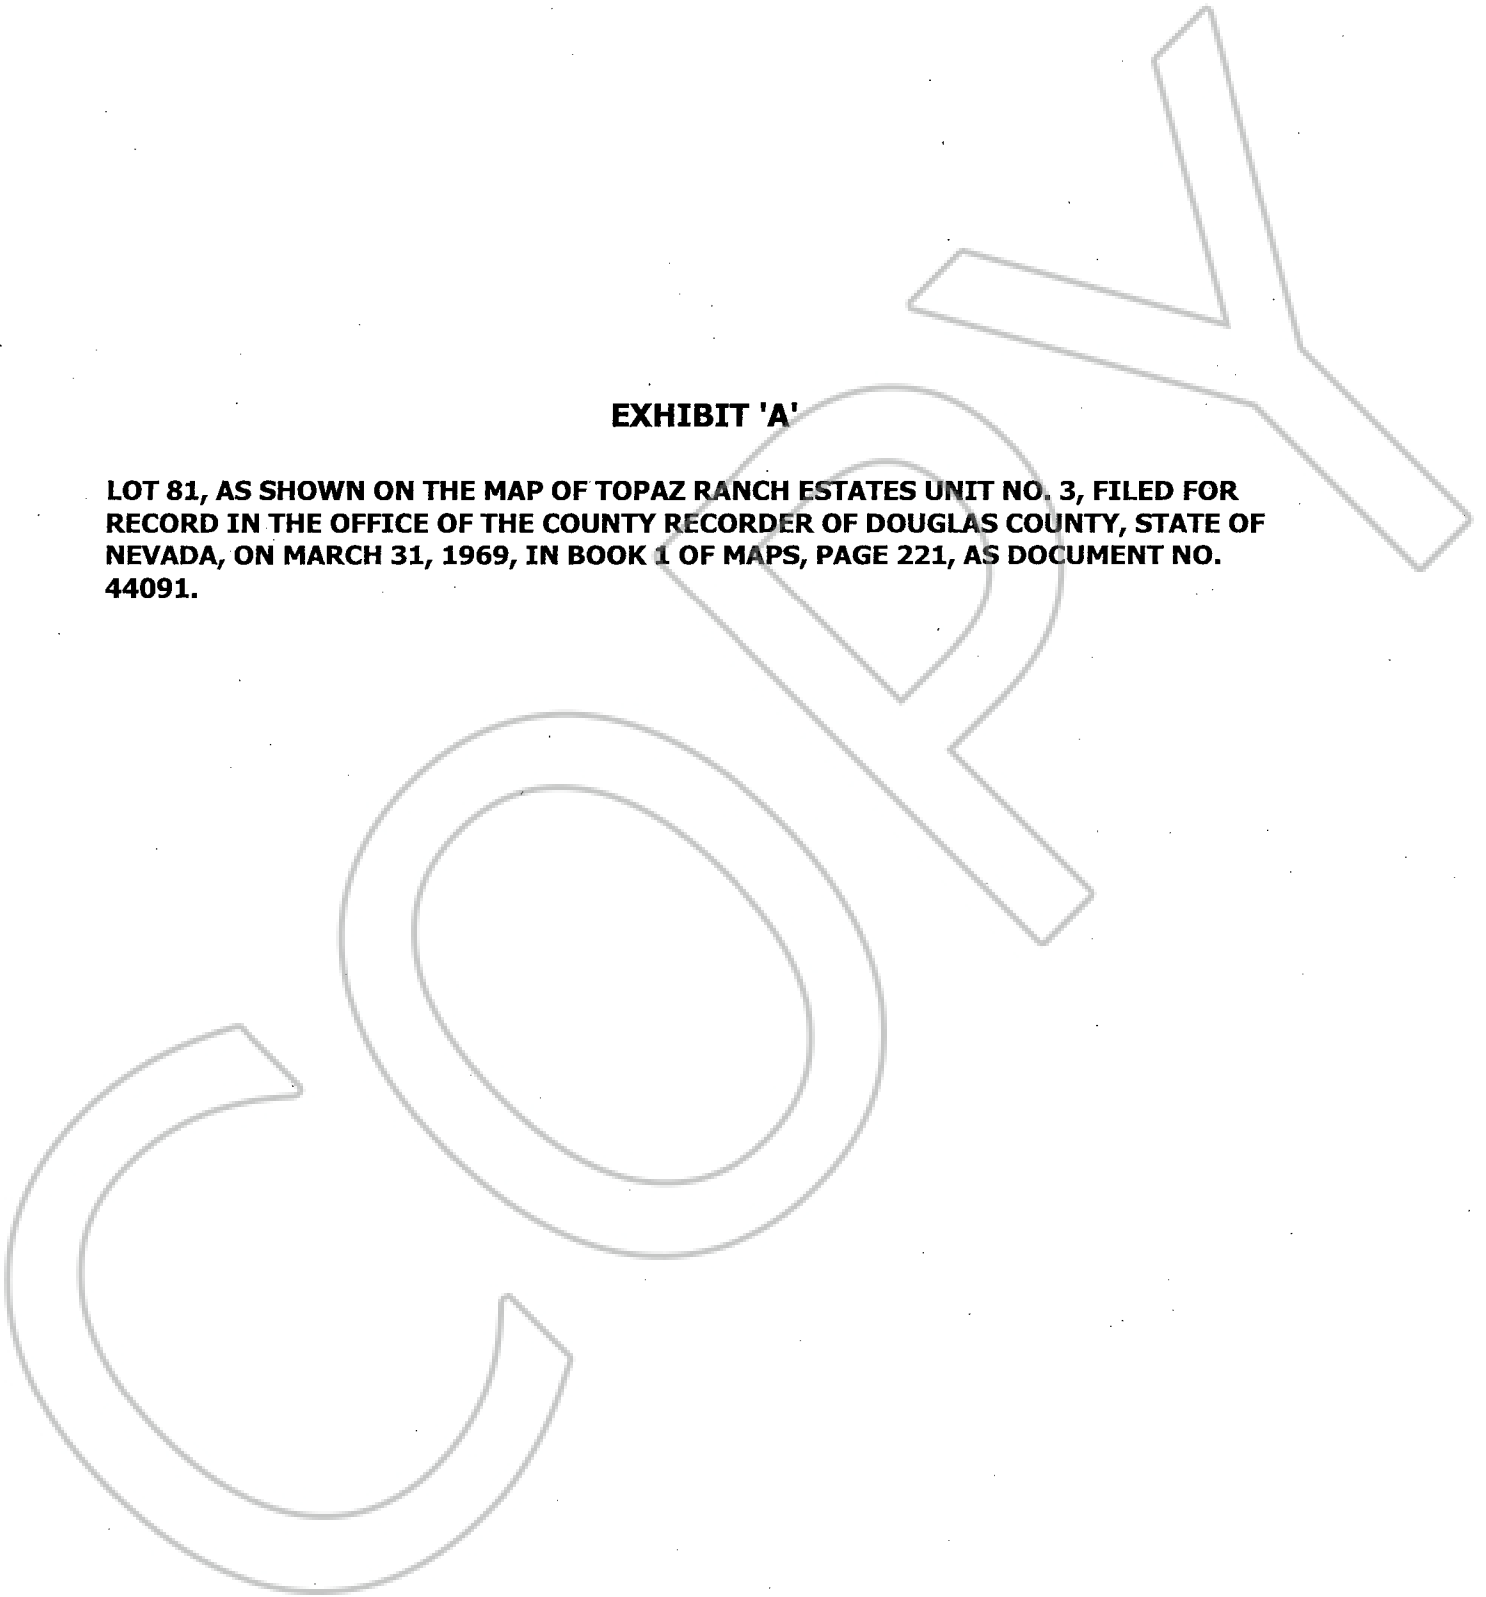 EXHIBIT 'A'
LOT 81, AS SHOWN ON THE MAP OF TOPAZ RANCH ESTATES UNIT NO. 3, FILED FOR
RECORD IN THE OFFICE OF THE COUNTY RECORDER OF DOUGLAS COUNTY, STATE OF
NEVADA, ON MARCH 31, 1969, IN BOOK 1 OF MAPS, PAGE 221, AS DOCUMENT NO.
44091.
COPY